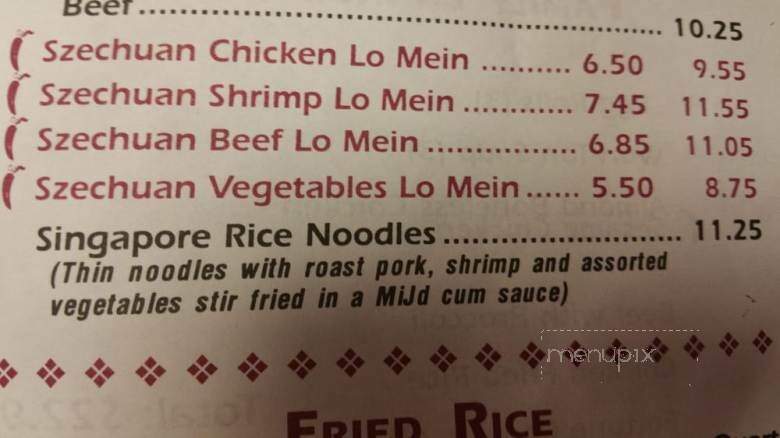 Beef ........ 10.25
Szechuan Chicken Lo Mein .......... 6.50 9.55
Szechuan Shrimp Lo Mein ............ 7.45 11.55
Szechuan Beef Lo Mein ................ 6.85 11.05
Szechuan Vegetables Lo Mein ...... 5.50 8.75
Singapore Rice Noodles .......................... 11.25
(Thin noodles with roast pork, shrimp and assorted
vegetables stir fried in a MiJd cum sauce)
menupix
FRIED RICE